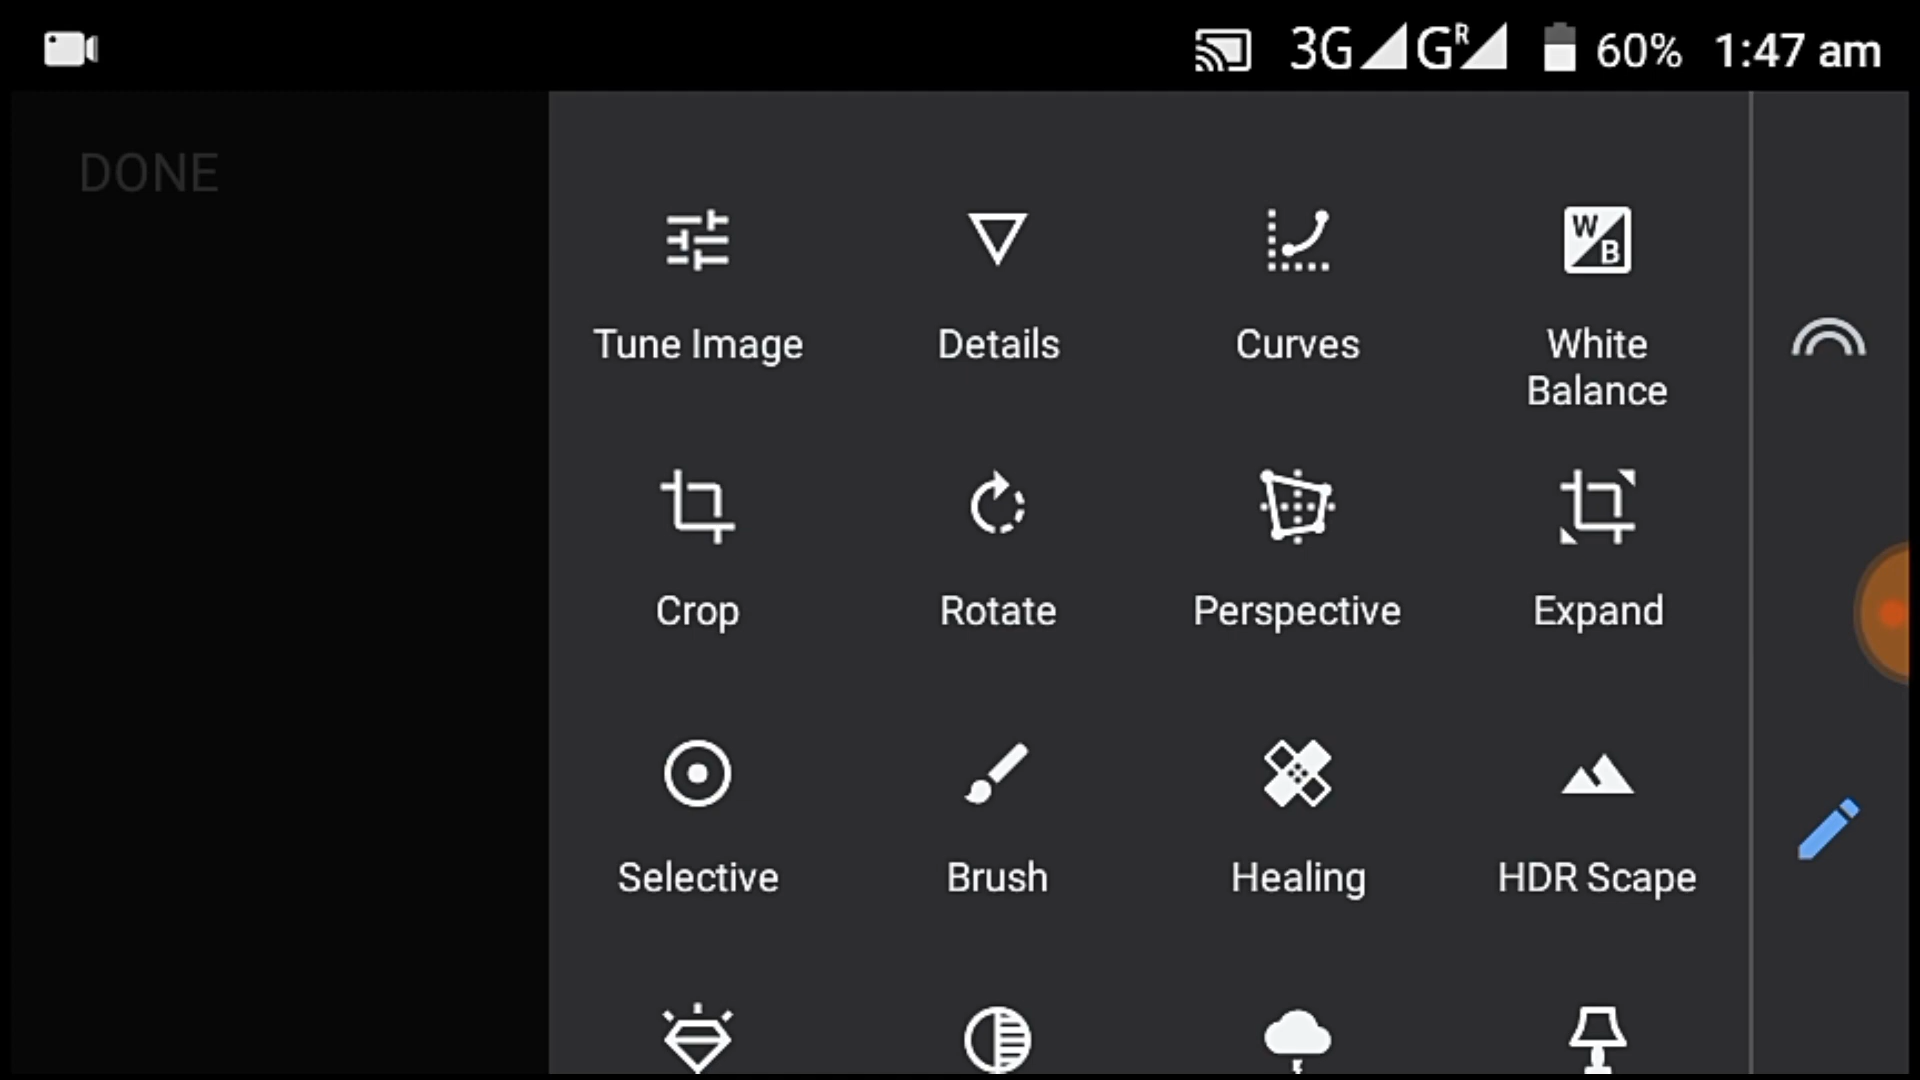 3G G R 60% 1:47 am
DONE
Tune Image Details Curves White
Balance
W
B
Crop Rotate Perspective Expand
Selective Brush Healing HDR Scape